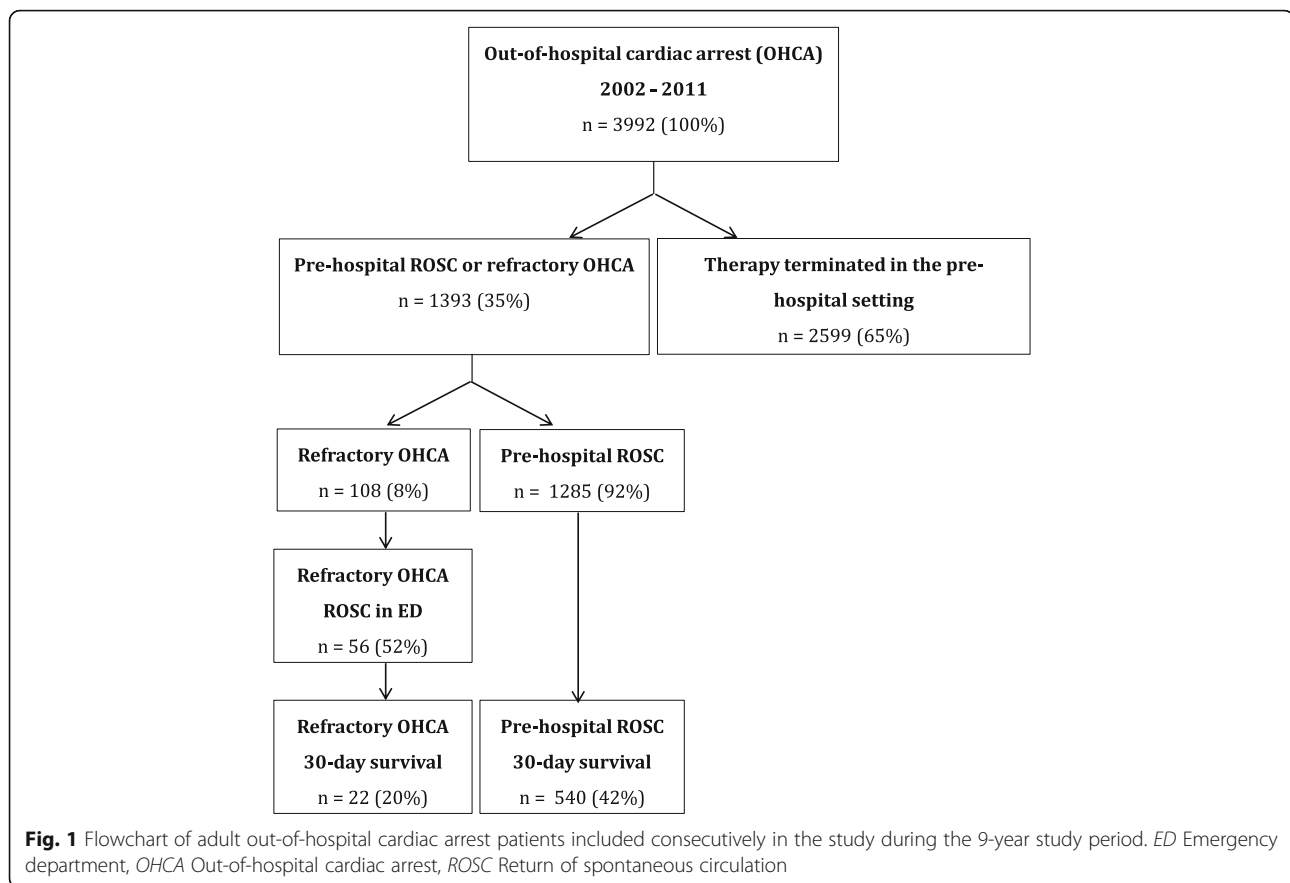 Out-of-hospital cardiac arrest (OHCA)
2002 – 2011
n = 3992 (100%)
Pre-hospital ROSC or refractory OHCA
n = 1393 (35%)
Therapy terminated in the pre-
hospital setting
n = 2599 (65%)
Refractory OHCA
n = 108 (8%)
Pre-hospital ROSC
n = 1285 (92%)
Refractory OHCA
ROSC in ED
n = 56 (52%)
Refractory OHCA
30-day survival
n = 22 (20%)
Pre-hospital ROSC
30-day survival
n = 540 (42%)
Fig. 1 Flowchart of adult out-of-hospital cardiac arrest patients included consecutively in the study during the 9-year study period. ED Emergency
department, OHCA Out-of-hospital cardiac arrest, ROSC Return of spontaneous circulation